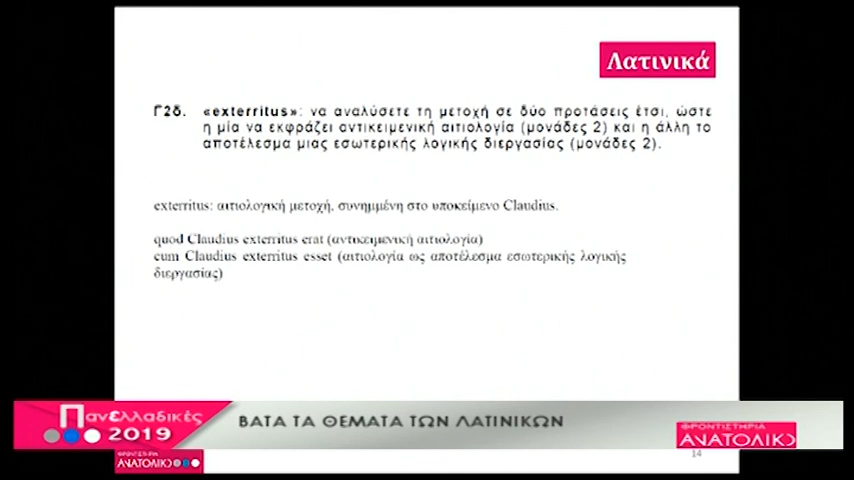 Λατινικά
Γ2δ. «exterritus»: να αναλύσετε τη μετοχή σε δύο προτάσεις έτσι, ώστε
η μία να εκφράζει αντικειμενική αιτιολογία (μονάδες 2) και η άλλη το
αποτέλεσμα μιας εσωτερικής λογικής διεργασίας (μονάδες 2).
exterritus: αιτιολογική μετοχή, συνημμένη στο υποκείμενο Claudius.
quod Claudius exterritus erat (αντικειμενική αιτιολογία)
cum Claudius exterritus esset (αιτιολογία ως αποτέλεσμα εσωτερικής λογικής
διεργασίας)
Πανελλαδικές
2019
ΒΑΤΑ ΤΑ ΘΕΜΑΤΑ ΤΩΝ ΛΑΤΙΝΙΚΩΝ
ΦΡΟΝΤΙΣΤΗΡΙΑ
ΑΝΑΤΟΛΙΚΟ
14
ΦΡΟΝΤΙΣΤΗΡΙΑ
ΑΝΑΤΟΛΙΚΟ